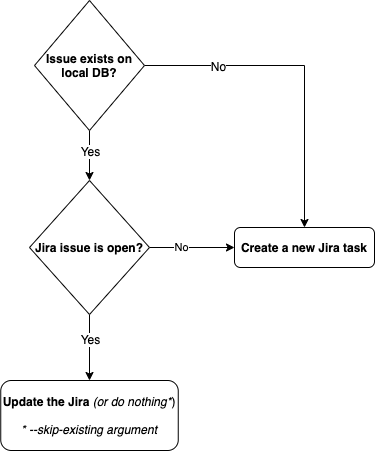 Issue exists on
local DB?
No
Yes
Jira issue is open?
No
Create a new Jira task
Yes
Update the Jira (or do nothing*)
* --skip-existing argument